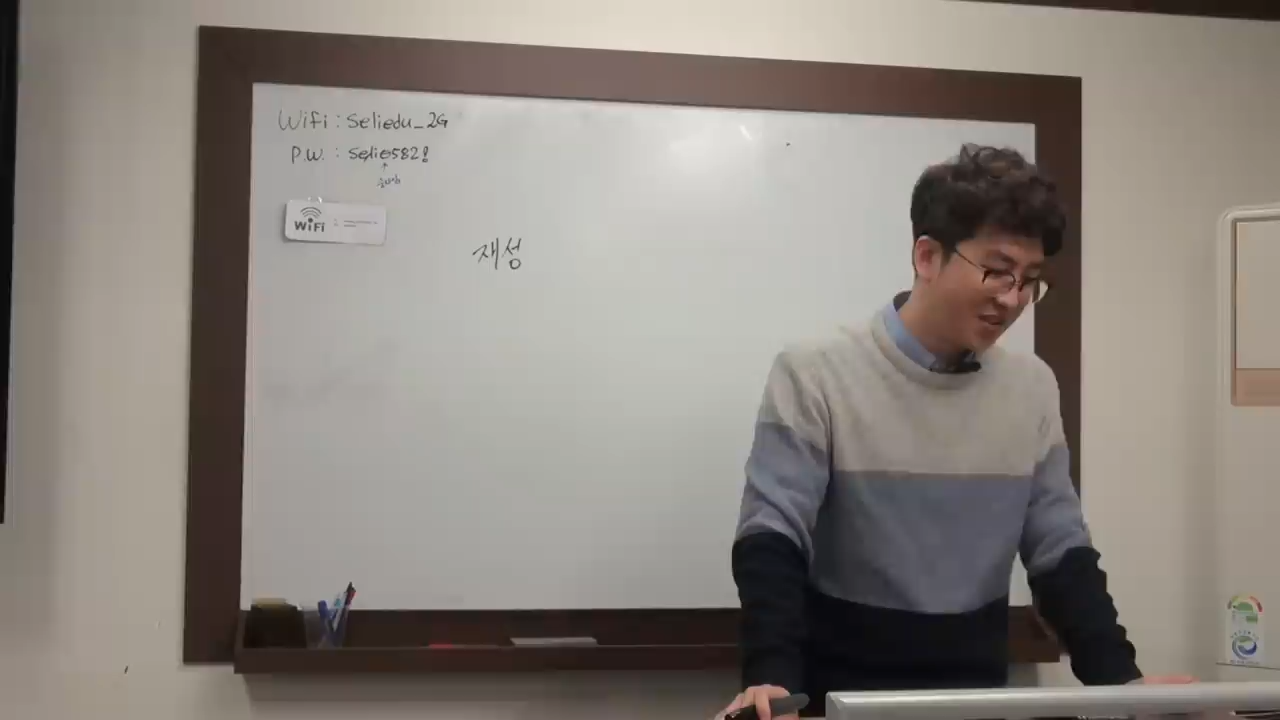 Wifi : Seliedu_2G
P.W. : Selie582!
WiFi
재성